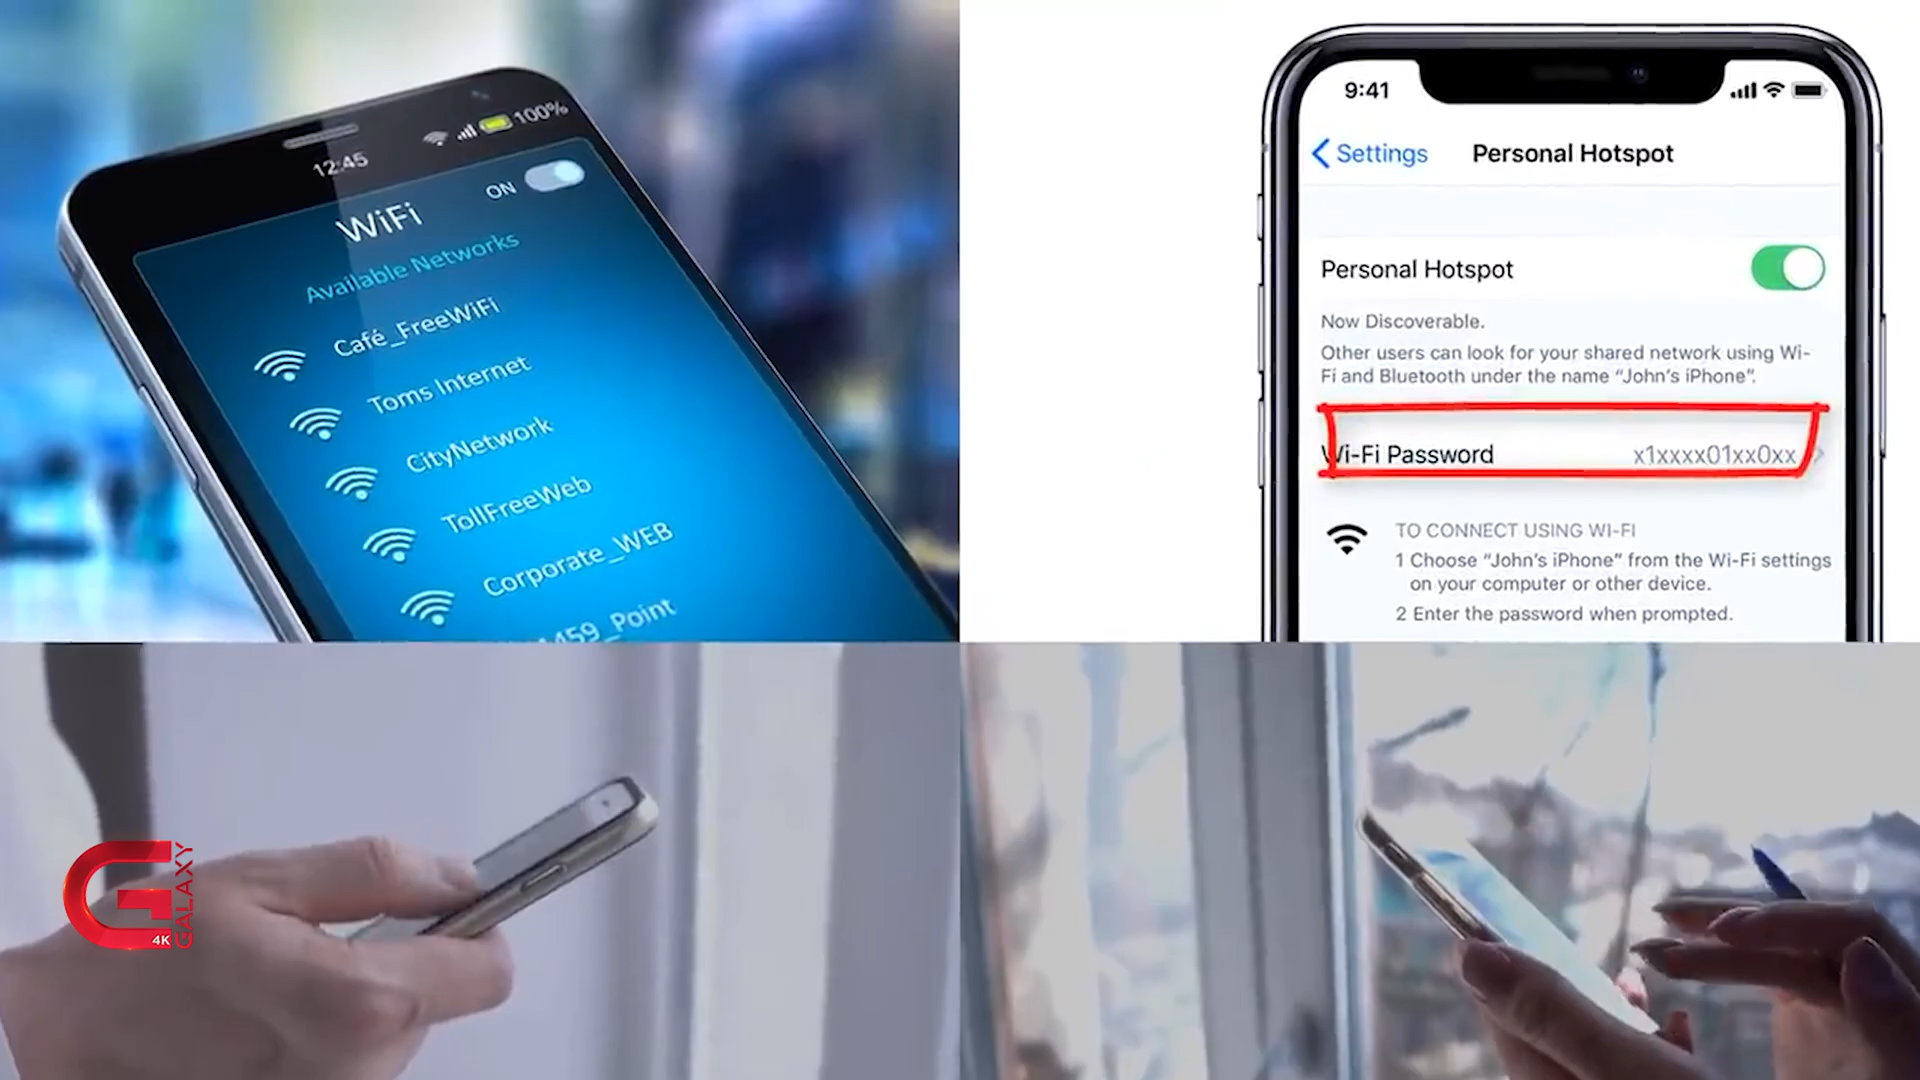 12:45
100%
ON
WiFi
Available Networks
Café_FreeWiFi
Toms Internet
CityNetwork
TollFreeWeb
Corporate_WEB
459_Point
9:41
Settings
Personal Hotspot
Personal Hotspot
Now Discoverable.
Other users can look for your shared network using Wi-
Fi and Bluetooth under the name “John’s iPhone”.
Wi-Fi Password
x1xxxx01xx0xx
TO CONNECT USING WI-FI
1 Choose “John’s iPhone” from the Wi-Fi settings
on your computer or other device.
2 Enter the password when prompted.
G
GALAXY
4K